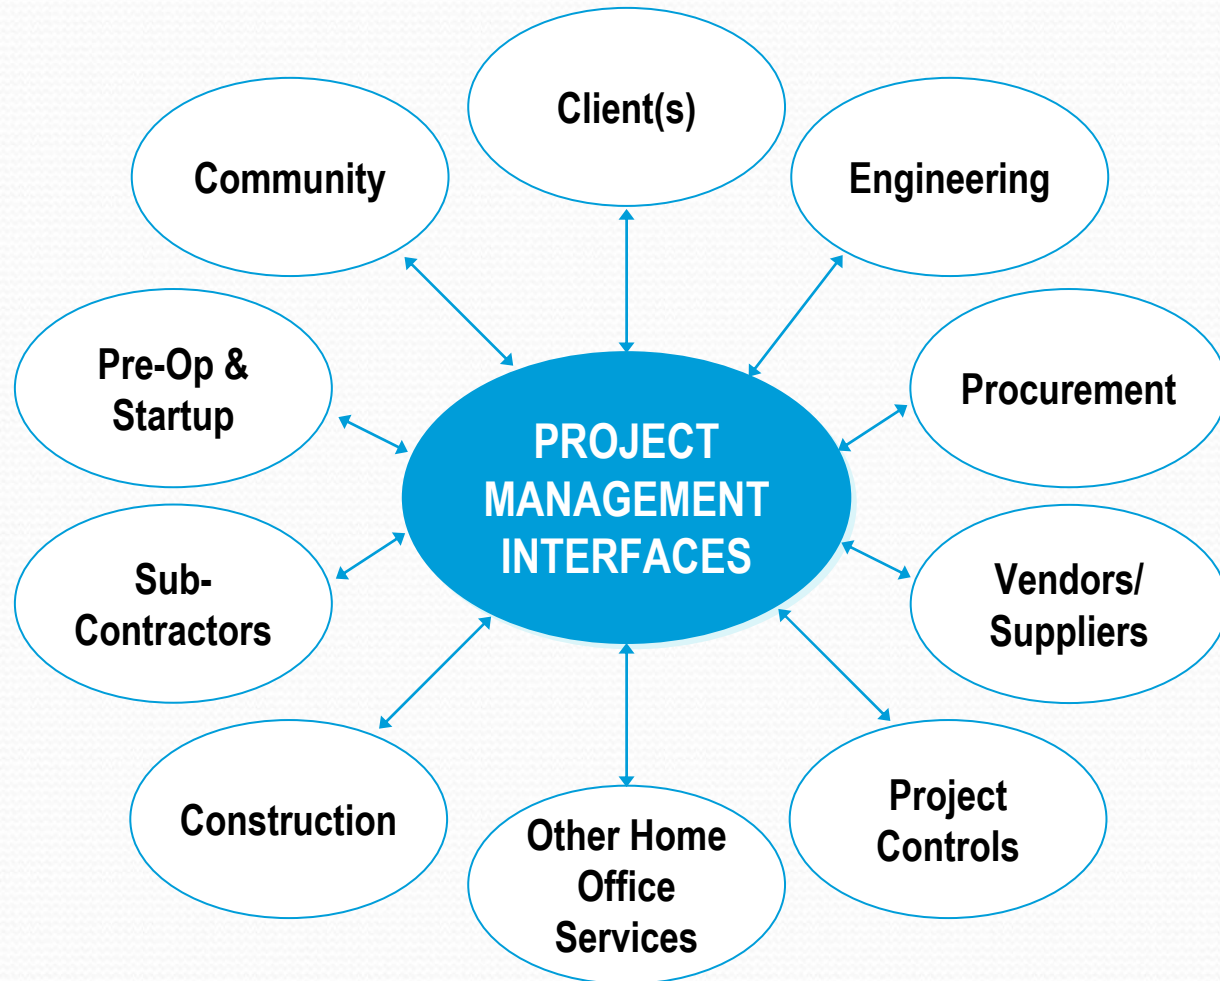 Client(s)
Engineering
Procurement
Vendors/
Suppliers
Project
Controls
Other Home
Office
Services
Construction
Sub-
Contractors
Pre-Op &
Startup
Community
PROJECT
MANAGEMENT
INTERFACES